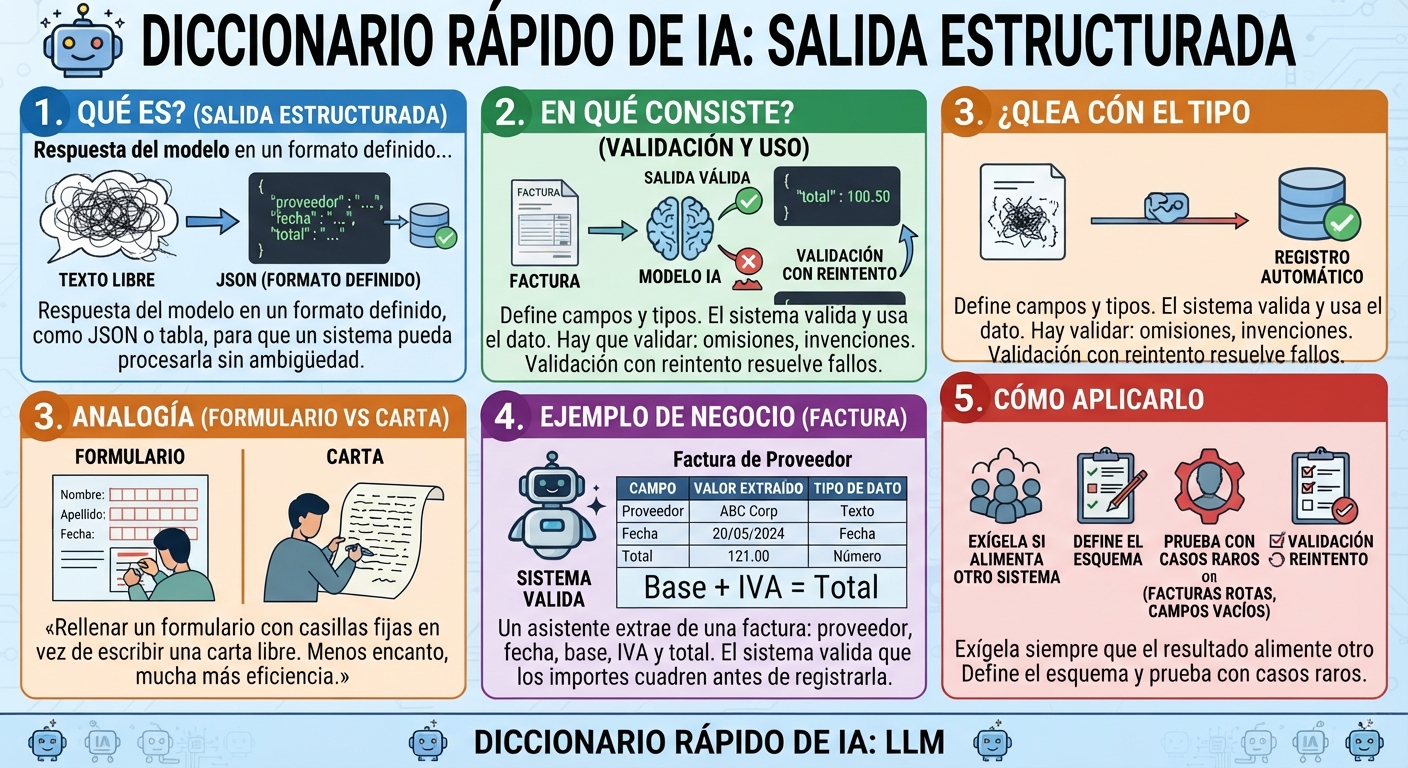 DICCIONARIO RÁPIDO DE IA: SALIDA ESTRUCTURADA
1. QUÉ ES? (SALIDA ESTRUCTURADA)
Respuesta del modelo en un formato definido...
{
"proveedor" : "...",
"fecha" : "...",
"total" : "..."
}
TEXTO LIBRE
JSON (FORMATO DEFINIDO)
Respuesta del modelo en un formato definido,
como JSON o tabla, para que un sistema pueda
procesarla sin ambigüedad.
2. EN QUÉ CONSISTE?
(VALIDACIÓN Y USO)
FACTURA
FACTURA
SALIDA VÁLIDA
MODELO IA
{
"total" : 100.50
}
VALIDACIÓN
CON REINTENTO
Define campos y tipos. El sistema valida y usa
el dato. Hay que validar: omisiones, invenciones.
Validación con reintento resuelve fallos.
3. ¿QLEA CÓN EL TIPO
REGISTRO
AUTOMÁTICO
Define campos y tipos. El sistema valida y usa el
dato. Hay validar: omisiones, invenciones.
Validación con reintento resuelve fallos.
3. ANALOGÍA (FORMULARIO VS CARTA)
FORMULARIO
Nombre:
Apellido:
Fecha:
CARTA
«Rellenar un formulario con casillas fijas en
vez de escribir una carta libre. Menos encanto,
mucha más eficiencia.»
4. EJEMPLO DE NEGOCIO (FACTURA)
SISTEMA
VALIDA
Factura de Proveedor
CAMPO VALOR EXTRAÍDO TIPO DE DATO
Proveedor ABC Corp Texto
Fecha 20/05/2024 Fecha
Total 121.00 Número
Base + IVA = Total
Un asistente extrae de una factura: proveedor,
fecha, base, IVA y total. El sistema valida que
los importes cuadren antes de registrarla.
5. CÓMO APLICARLO
EXÍGELA SI
ALIMENTA
OTRO SISTEMA
DEFINE EL
ESQUEMA
PRUEBA CON
CASOS RAROS
on
(FACTURAS ROTAS,
CAMPOS VACÍOS)
VALIDACIÓN
REINTENTO
Exígela siempre que el resultado alimente otro
Define el esquema y prueba con casos raros.
IA
DICCIONARIO RÁPIDO DE IA: LLM
IA